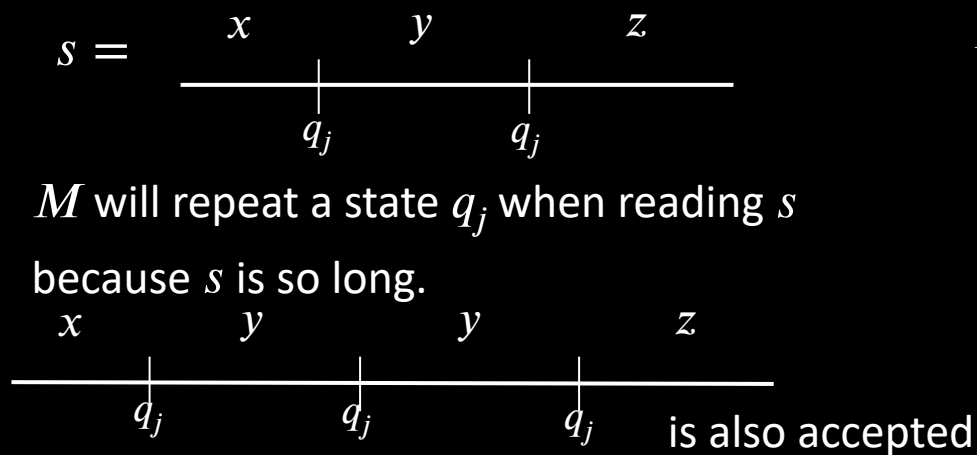 x y z
s =
q_j q_j
M will repeat a state q_j when reading s
because s is so long.
x y y z
q_j q_j q_j is also accepted